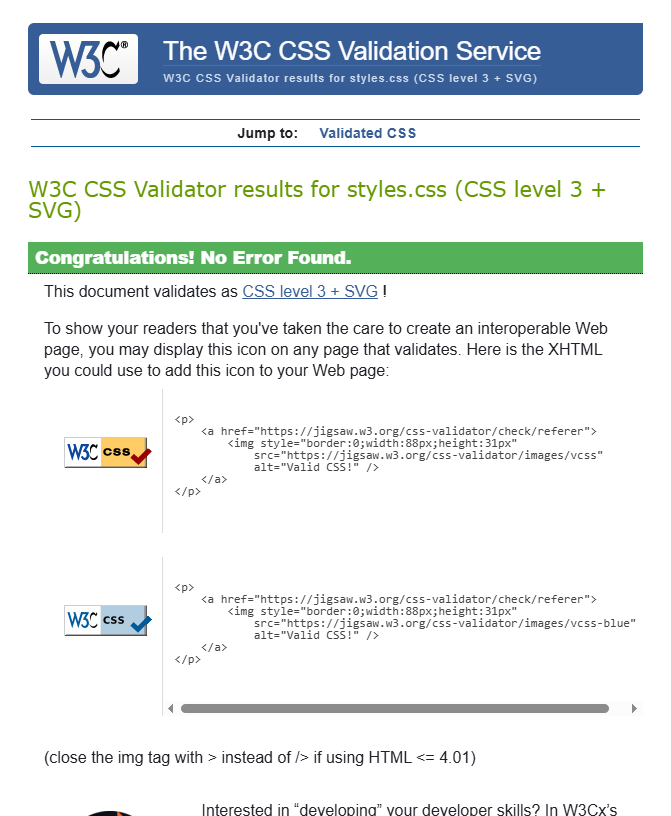 W3C®
The W3C CSS Validation Service
W3C CSS Validator results for styles.css (CSS level 3 + SVG)
Jump to: Validated CSS
W3C CSS Validator results for styles.css (CSS level 3 +
SVG)
Congratulations! No Error Found.
This document validates as CSS level 3 + SVG !
To show your readers that you've taken the care to create an interoperable Web
page, you may display this icon on any page that validates. Here is the XHTML
you could use to add this icon to your Web page:
W3C css
<p>
    <a href="https://jigsaw.w3.org/css-validator/check/referer">
        <img style="border:0;width:88px;height:31px"
            src="https://jigsaw.w3.org/css-validator/images/vcss"
            alt="Valid CSS!" />
    </a>
</p>
W3C css
<p>
    <a href="https://jigsaw.w3.org/css-validator/check/referer">
        <img style="border:0;width:88px;height:31px"
            src="https://jigsaw.w3.org/css-validator/images/vcss-blue"
            alt="Valid CSS!" />
    </a>
</p>
(close the img tag with > instead of /> if using HTML <= 4.01)
Interested in “developing” your developer skills? In W3Cx’s